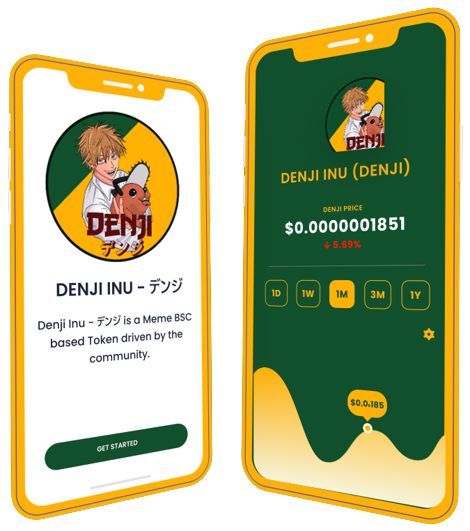 DENJI
デンジ
DENJI INU - デンジ
Denji Inu - デンジ is a Meme BSC
based Token driven by the
community.
GET STARTED
DENJI
DENJI INU (DENJI)
DENJI PRICE
$0.0000001851
↓ 5.69%
1D 1W 1M 3M 1Y
$0.0₆185